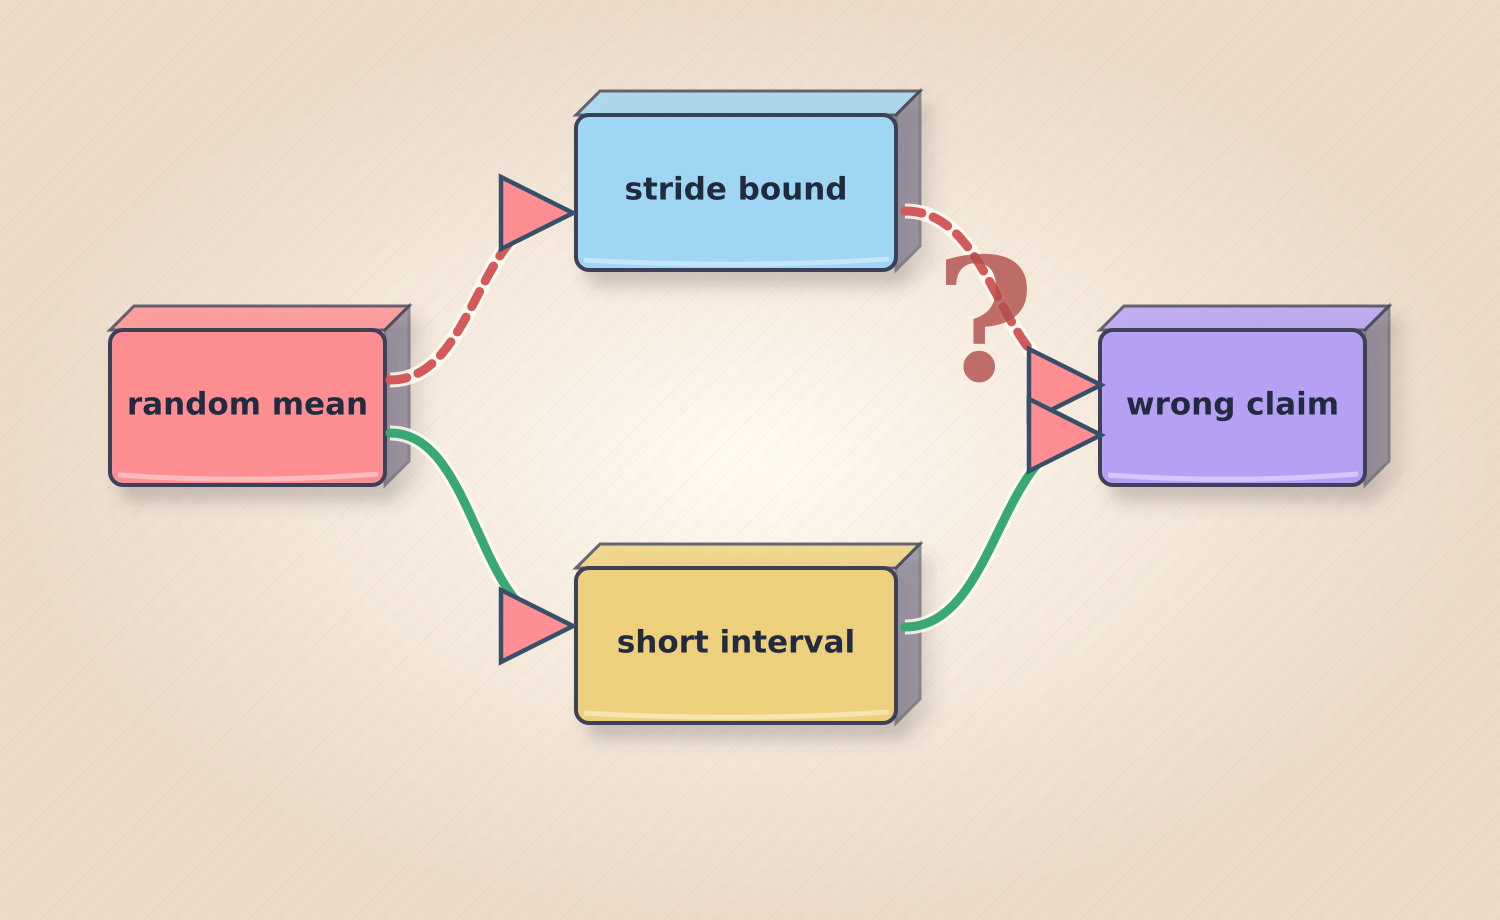 stride bound
?
random mean
wrong claim
short interval